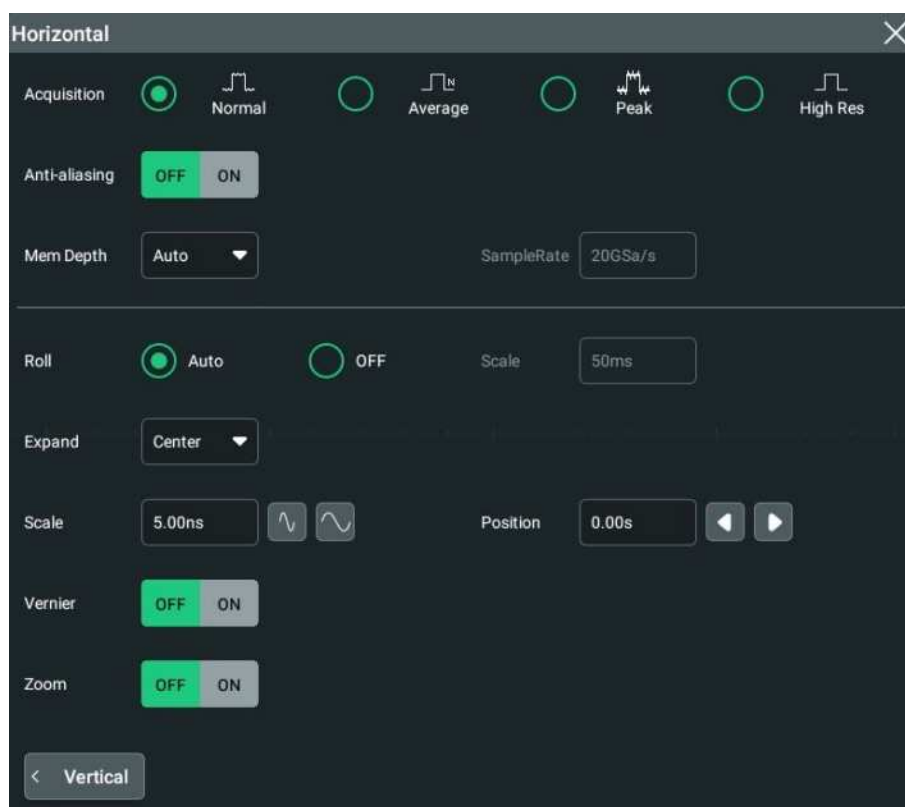 Horizontal
Acquisition Normal Average N Peak High Res
Anti-aliasing OFF ON
Mem Depth Auto SampleRate 20GSa/s
Roll Auto OFF Scale 50ms
Expand Center
Scale 5.00ns Position 0.00s
Vernier OFF ON
Zoom OFF ON
< Vertical